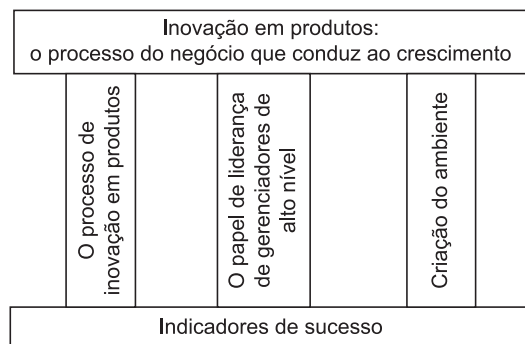 Inovação em produtos:
o processo do negócio que conduz ao crescimento
O processo de
inovação em produtos
O papel de liderança
de gerenciadores de
alto nível
Criação do ambiente
Indicadores de sucesso